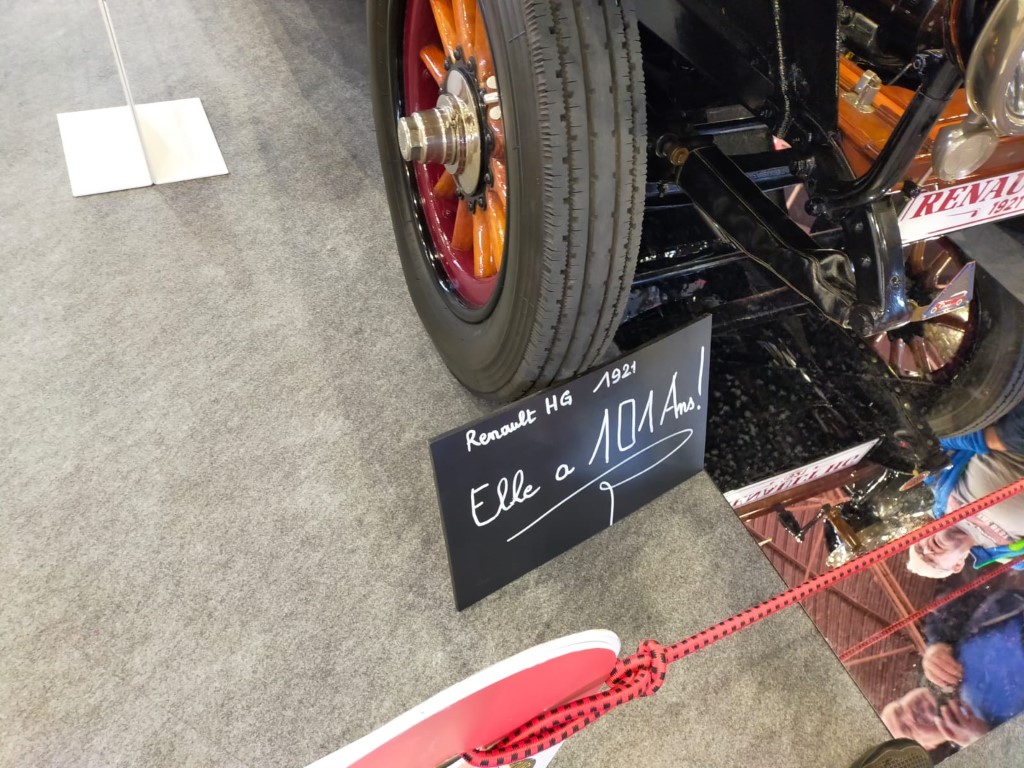 Renault HG 1921
Elle a 101 Ans!
RENAU
1921